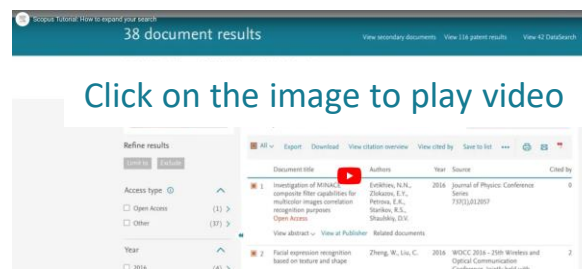 Scopus Tutorial: How to expand your search
38 document results
View secondary documents View 116 patent results View 42 DataSearch
Click on the image to play video
Refine results
Limit to Exclude
All Export Download View citation overview View cited by Save to list •••
Document title Authors Year Source Cited by
Access type
Open Access (1)
Other (37)
Year
2016 (4)
1 Investigation of MINACE composite filter capabilities for multicolor images correlation recognition purposes
Open Access
Evtikhiev, N.N., Zlokazov, E.Y., Petrova, E.K., Starikov, R.S., Shaulskiy, D.V.
2016 Journal of Physics: Conference Series
737(1),012057
0
View abstract View at Publisher Related documents
2 Facial expression recognition based on texture and shape
Zheng, W., Liu, C.
2016 WOCC 2016 - 25th Wireless and Optical Communication
2